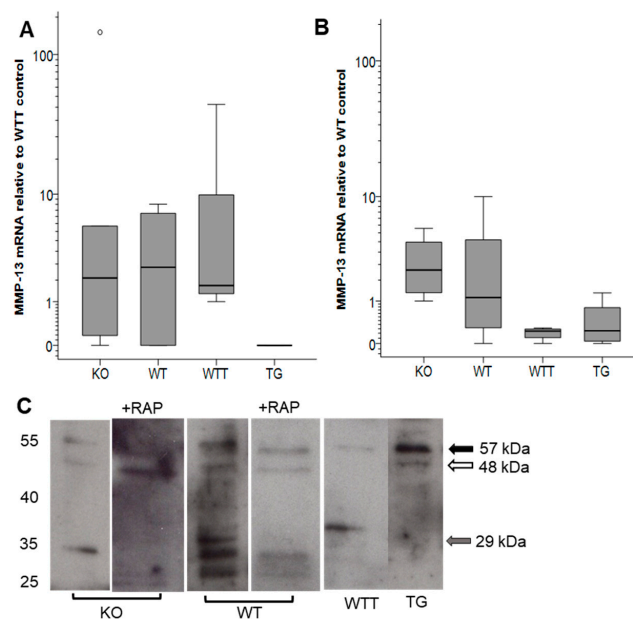 A
MMP-13 mRNA relative to WTT control
100
10
1
0
KO WT WTT TG
B
MMP-13 mRNA relative to WT control
100
10
1
0
KO WT WTT TG
C
+RAP +RAP
55
40
35
25
57 kDa
48 kDa
29 kDa
KO WT WTT TG